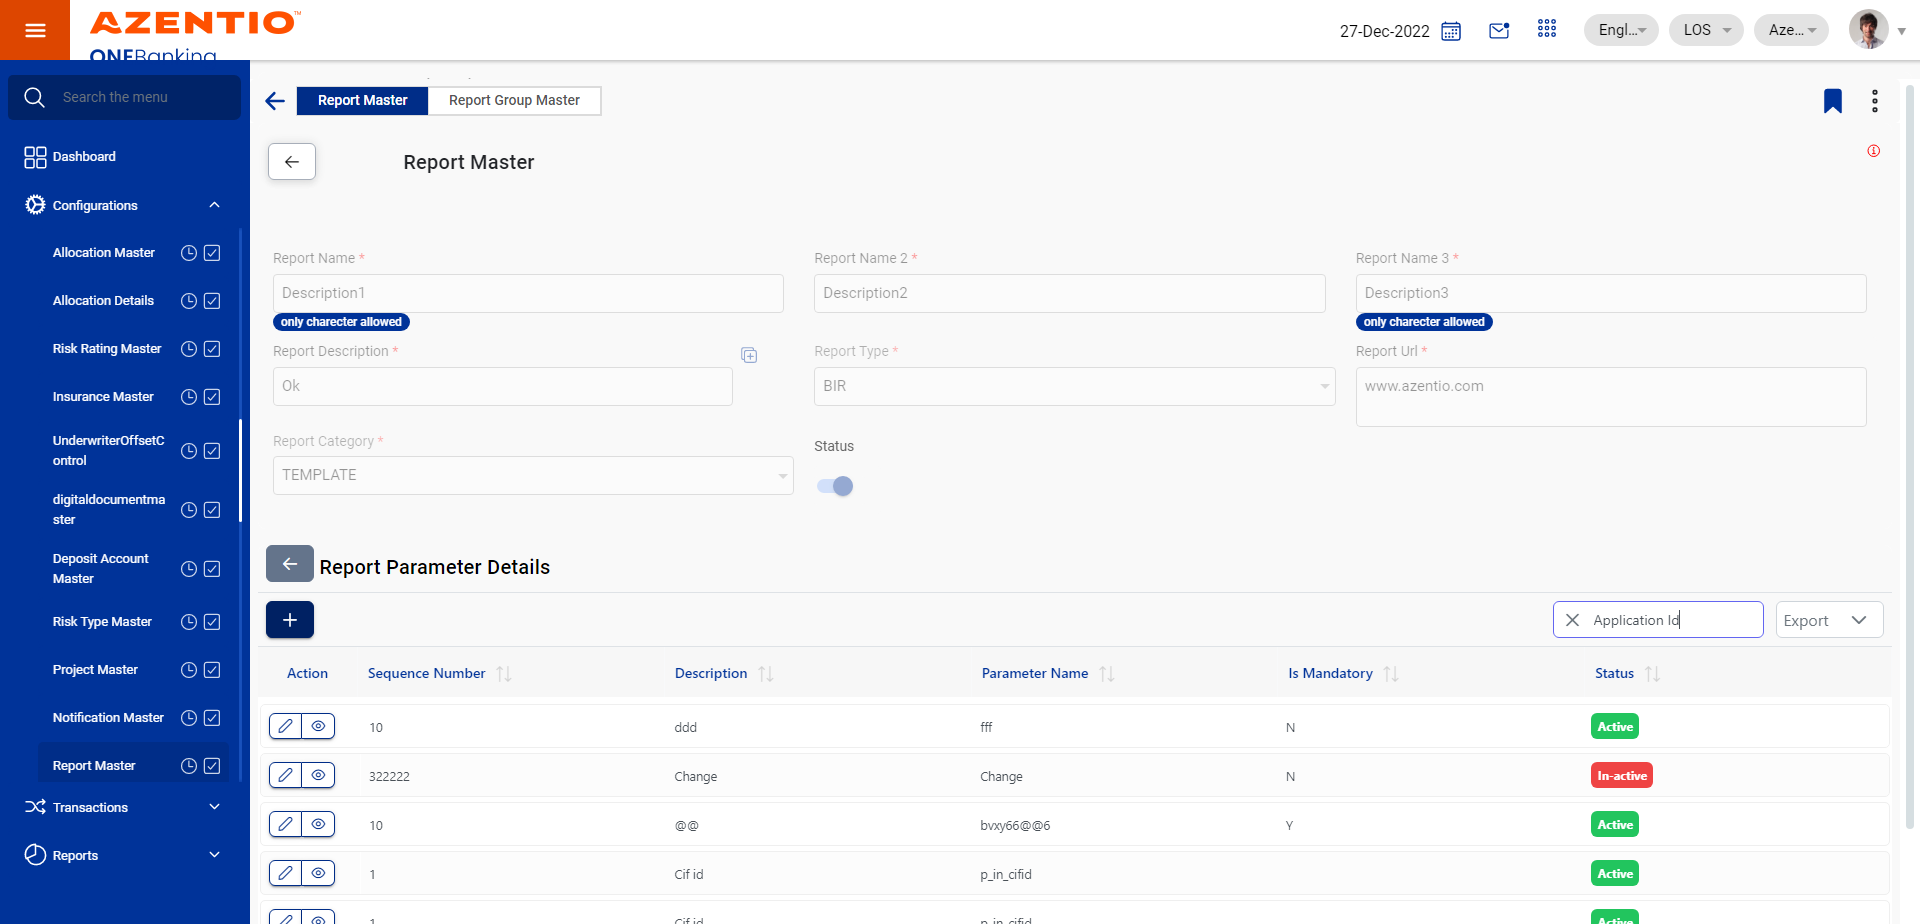 AZENTIO™
ONEBanking
27-Dec-2022
Engl...
LOS
Aze...
Search the menu
Dashboard
Configurations
Allocation Master
Allocation Details
Risk Rating Master
Insurance Master
UnderwriterOffsetC
ontrol
digitaldocumentma
ster
Deposit Account
Master
Risk Type Master
Project Master
Notification Master
Report Master
Transactions
Reports
Report Master
Report Group Master
Report Master
Report Name *
Report Name 2 *
Report Name 3 *
Description1
Description2
Description3
only charecter allowed
only charecter allowed
Report Description *
Report Type *
Report Url *
Ok
BIR
www.azentio.com
Report Category *
Status
TEMPLATE
Report Parameter Details
Application Id
Export
Action Sequence Number Description Parameter Name Is Mandatory Status
10 ddd fff N Active
322222 Change Change N In-active
10 @@ bvxy66@@6 Y Active
1 Cif id p_in_cifid Active
1 Cif id p_in_cifid Active